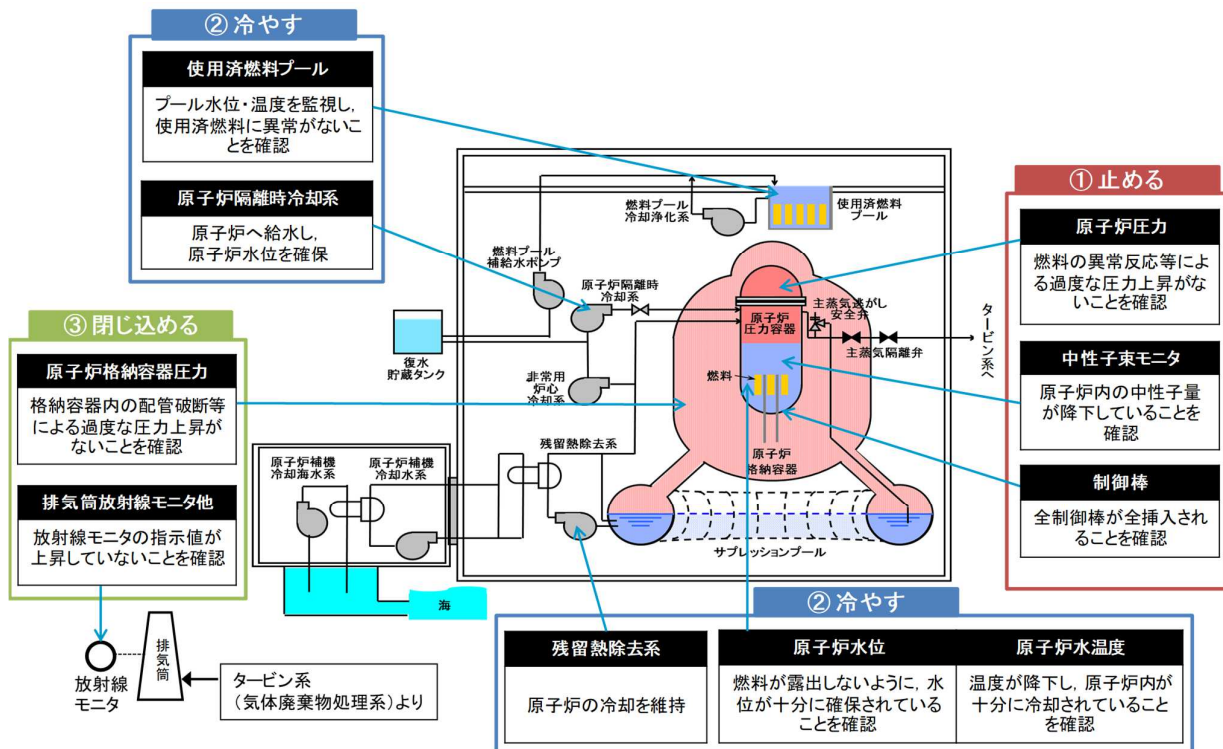 ② 冷やす
使用済燃料プール
プール水位・温度を監視し,
使用済燃料に異常がないこ
とを確認
原子炉隔離時冷却系
原子炉へ給水し,
原子炉水位を確保
① 止める
原子炉圧力
燃料の異常反応等によ
る過度な圧力上昇がな
いことを確認
中性子束モニタ
原子炉内の中性子量
が降下していることを
確認
制御棒
全制御棒が全挿入され
ることを確認
③ 閉じ込める
原子炉格納容器圧力
格納容器内の配管破断等
による過度な圧力上昇が
ないことを確認
排気筒放射線モニタ他
放射線モニタの指示値が
上昇していないことを確認
燃料プール
冷却浄化系
使用済燃料
プール
燃料プール
補給水ポンプ
原子炉隔離時
冷却系
主蒸気逃がし
安全弁
原子炉
圧力容器
主蒸気隔離弁
タービン系へ
復水
貯蔵タンク
非常用
炉心
冷却系
燃料
残留熱除去系
原子炉
格納容器
原子炉補機
冷却海水系
原子炉補機
冷却水系
サプレッションプール
海
放射線
モニタ
排気筒
タービン系
(気体廃棄物処理系)より
② 冷やす
残留熱除去系
原子炉の冷却を維持
原子炉水位
燃料が露出しないように, 水
位が十分に確保されている
ことを確認
原子炉水温度
温度が降下し, 原子炉内が
十分に冷却されていること
を確認